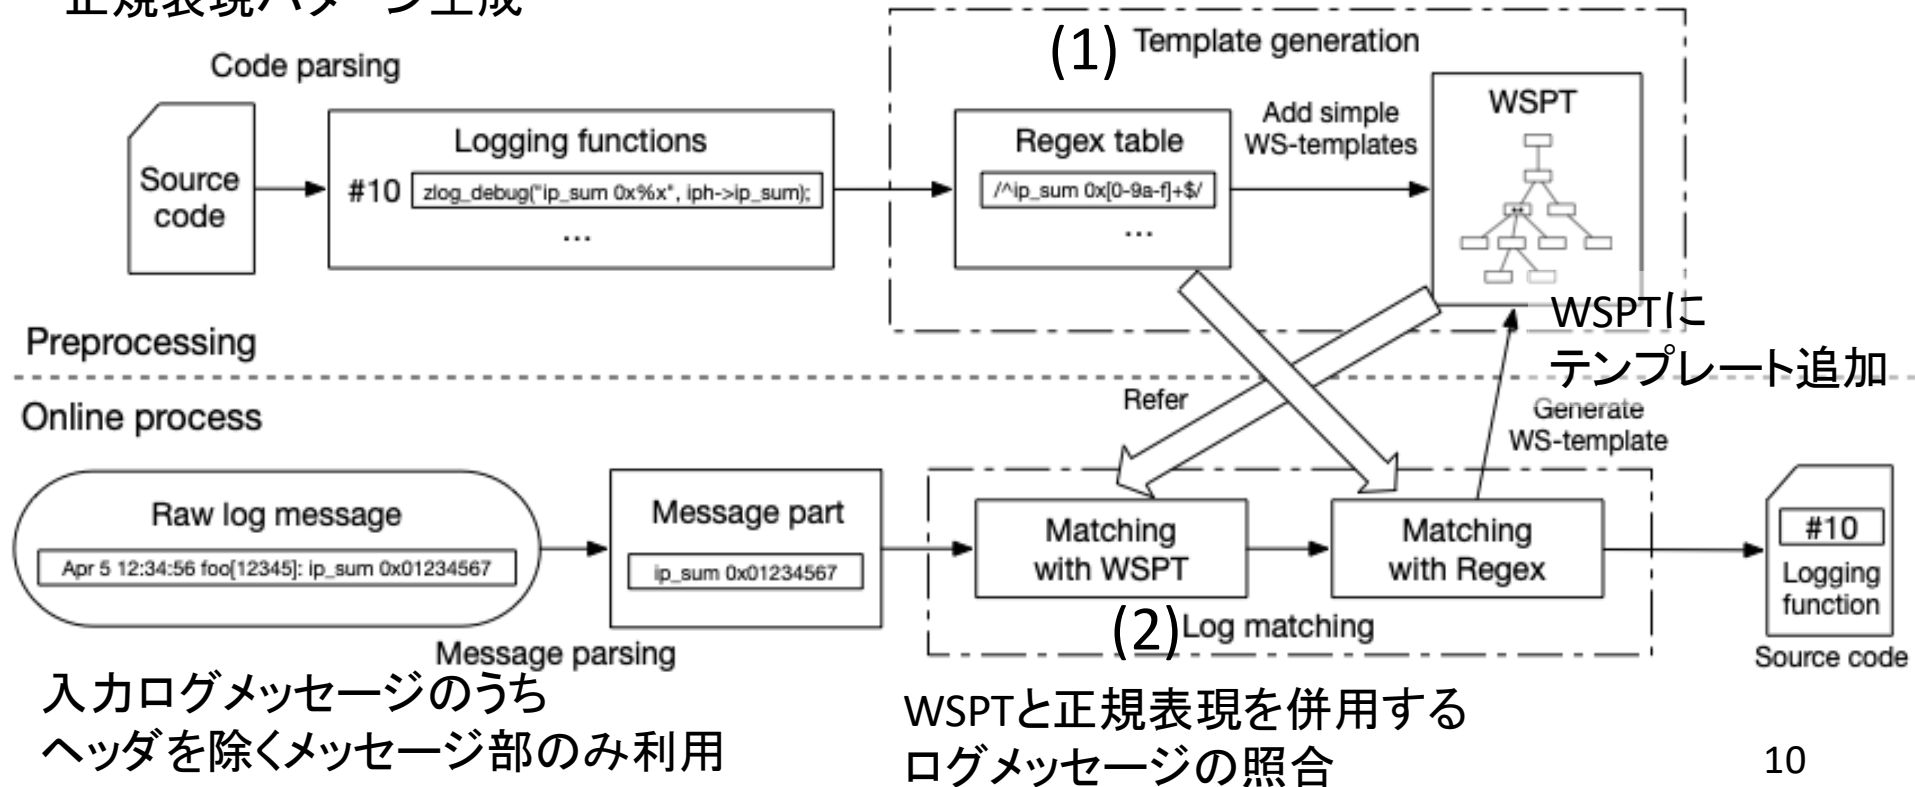 正規表現パターン生成
(1) Template generation
Code parsing
Source
code
Logging functions
#10 zlog_debug("ip_sum 0x%x", iph->ip_sum);
...
Regex table
/^ip_sum 0x[0-9a-f]+$/
...
Add simple
WS-templates
WSPT
WSPTに
テンプレート追加
Preprocessing
Online process
Refer
Generate
WS-template
Raw log message
Apr 5 12:34:56 foo[12345]: ip_sum 0x01234567
Message part
ip_sum 0x01234567
Message parsing
Matching
with WSPT
Matching
with Regex
(2) Log matching
#10
Logging
function
Source code
入力ログメッセージのうち
ヘッダを除くメッセージ部のみ利用
WSPTと正規表現を併用する
ログメッセージの照合
10